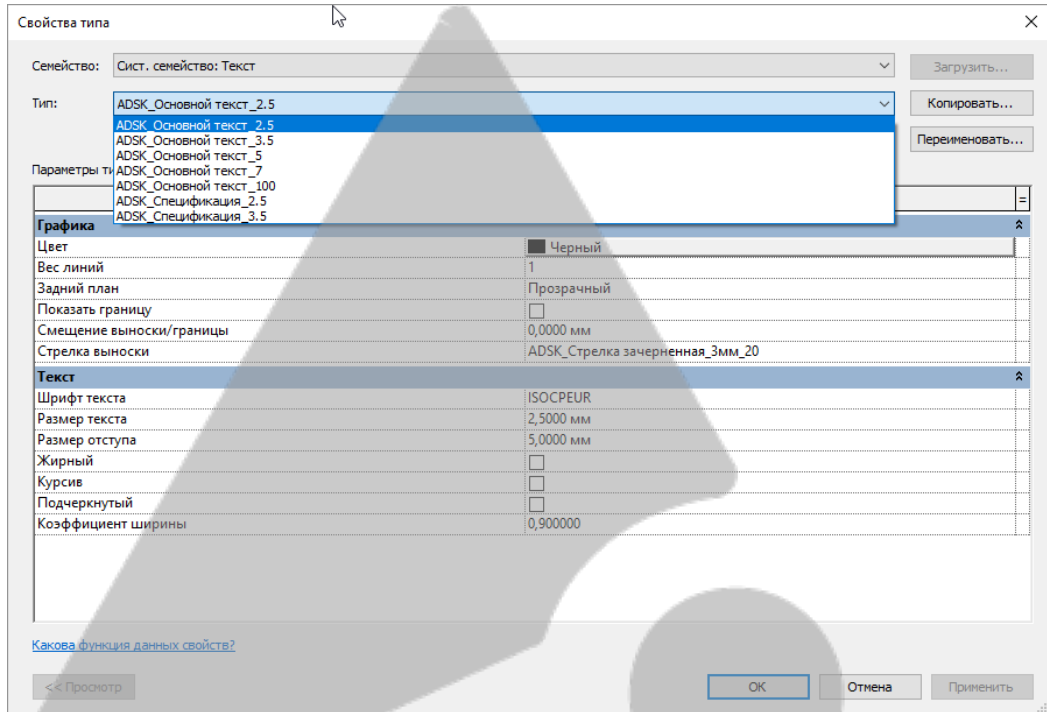 Свойства типа
Семейство: Сист. семейство: Текст Загрузить...
Тип: ADSK_Основной текст_2.5 Копировать...
ADSK_Основной текст_2.5
ADSK_Основной текст_3.5 Переименовать...
ADSK_Основной текст_5
Параметры ти ADSK_Основной текст_7
ADSK_Основной текст_100
ADSK_Спецификация_2.5 =
ADSK_Спецификация_3.5
Графика
Цвет Черный
Вес линий 1
Задний план Прозрачный
Показать границу
Смещение выноски/границы 0,0000 мм
Стрелка выноски ADSK_Стрелка зачерненная_3мм_20
Текст
Шрифт текста ISOCPEUR
Размер текста 2,5000 мм
Размер отступа 5,0000 мм
Жирный
Курсив
Подчеркнутый
Коэффициент ширины 0,900000
Какова функция данных свойств?
<< Просмотр OK Отмена Применить